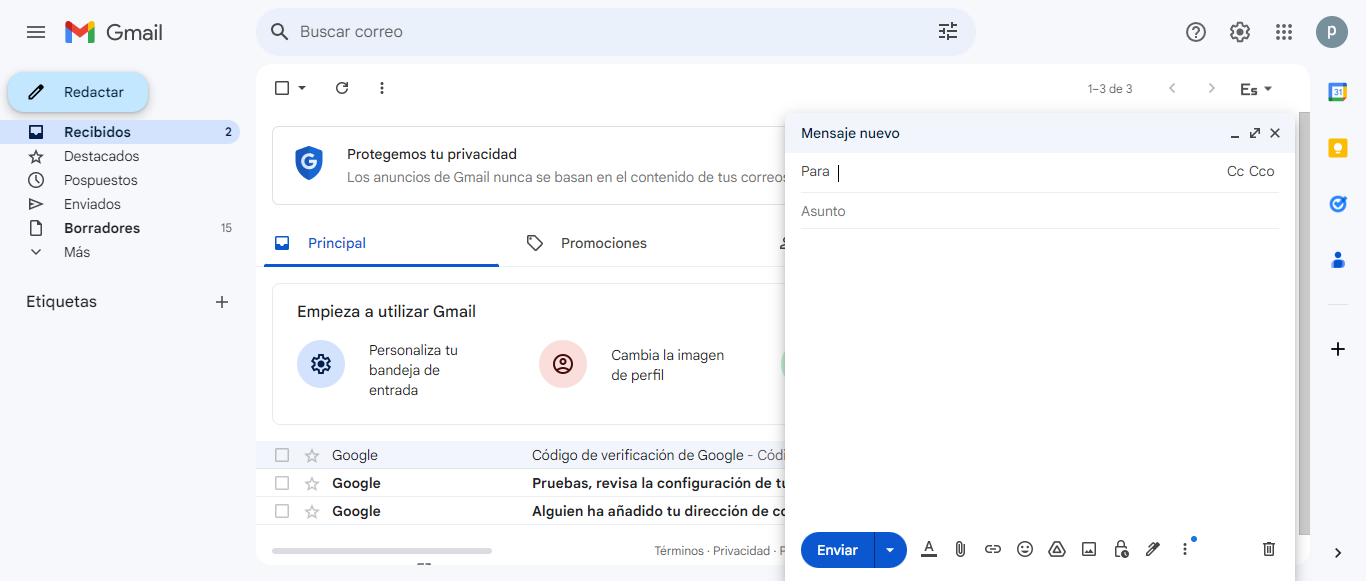 Gmail
Buscar correo
p
Redactar
1–3 de 3
Es
31
Recibidos 2
Destacados
Pospuestos
Enviados
Borradores 15
Más
Etiquetas
Protegemos tu privacidad
Los anuncios de Gmail nunca se basan en el contenido de tus correos
Principal
Promociones
Empieza a utilizar Gmail
Personaliza tu
bandeja de
entrada
Cambia la imagen
de perfil
Google Código de verificación de Google - Códi
Google Pruebas, revisa la configuración de tu
Google Alguien ha añadido tu dirección de co
Términos · Privacidad · P
Mensaje nuevo
Para
Cc Cco
Asunto
Enviar